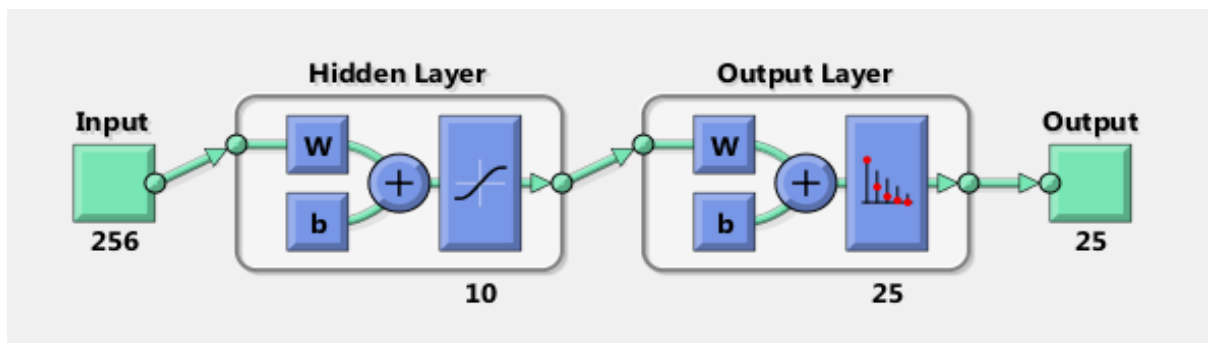 Hidden Layer
Output Layer
Input
Output
W
+
b
W
+
b
256
25
10
25